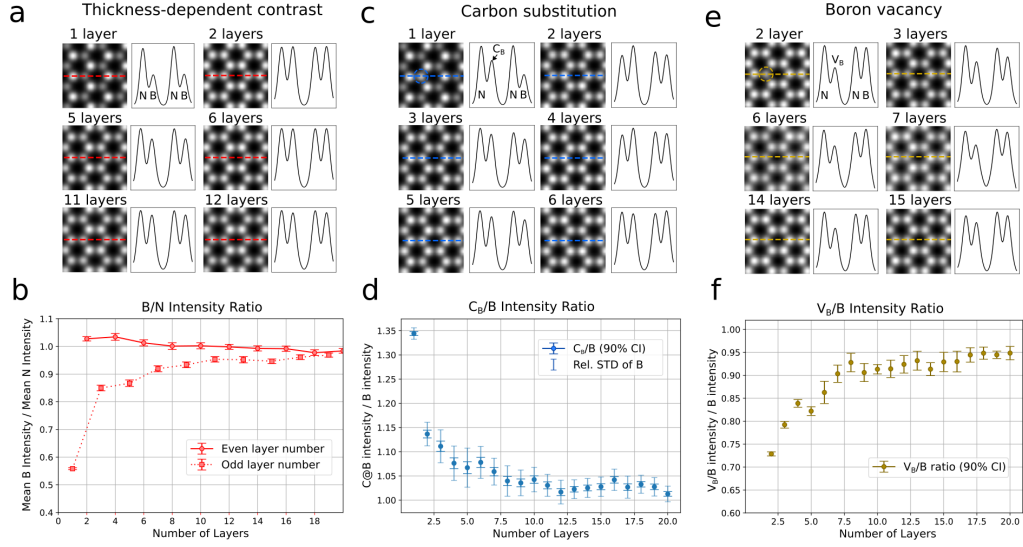 a
Thickness-dependent contrast
1 layer
2 layers
N B N B
5 layers
6 layers
11 layers
12 layers
b
B/N Intensity Ratio
Mean B Intensity / Mean N Intensity
1.1
1.0
0.9
0.8
0.7
0.6
0.5
0.4
Even layer number
Odd layer number
0 2 4 6 8 10 12 14 16 18
Number of Layers
c
Carbon substitution
1 layer
2 layers
C_B
N N B
3 layers
4 layers
5 layers
6 layers
d
C_B/B Intensity Ratio
C@B intensity / B intensity
1.35
1.30
1.25
1.20
1.15
1.10
1.05
1.00
C_B/B (90% CI)
Rel. STD of B
2.5 5.0 7.5 10.0 12.5 15.0 17.5 20.0
Number of Layers
e
Boron vacancy
2 layer
3 layers
V_B
N N B
6 layers
7 layers
14 layers
15 layers
f
V_B/B Intensity Ratio
V_B/B intensity / B intensity
1.00
0.95
0.90
0.85
0.80
0.75
0.70
0.65
0.60
V_B/B ratio (90% CI)
2.5 5.0 7.5 10.0 12.5 15.0 17.5 20.0
Number of Layers